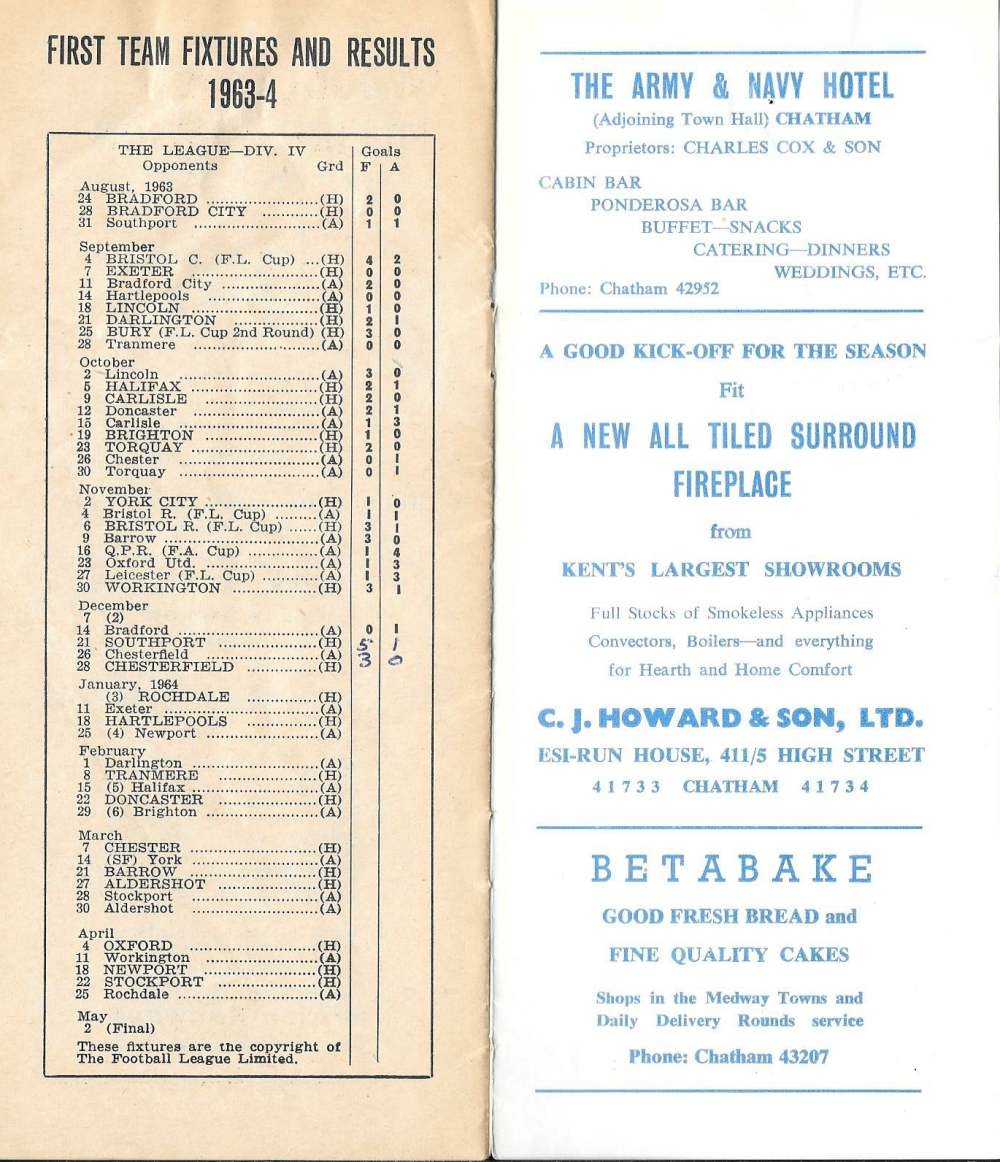 FIRST TEAM FIXTURES AND RESULTS
1963-4
THE LEAGUE—DIV. IV Goals
Opponents Grd F A
August, 1963
24 BRADFORD ........................(H) 2 0
28 BRADFORD CITY ............(H) 0 0
31 Southport ...........................(A) 1 1
September
4 BRISTOL C. (F.L. Cup) ...(H) 4 2
7 EXETER ...........................(H) 0 0
11 Bradford City .....................(A) 2 0
14 Hartlepools ........................(A) 0 0
18 LINCOLN ...........................(H) 1 0
21 DARLINGTON ..................(H) 2 1
25 BURY (F.L. Cup 2nd Round) (H) 3 0
28 Tranmere ...........................(A) 0 0
October
2 Lincoln ..............................(A) 3 0
5 HALIFAX ...........................(H) 2 1
9 CARLISLE ........................(H) 2 0
12 Doncaster ...........................(A) 2 1
15 Carlisle ..............................(A) 1 3
19 BRIGHTON ........................(H) 1 0
23 TORQUAY ........................(H) 2 0
26 Chester ..............................(A) 0 1
30 Torquay ..............................(A) 0 1
November
2 YORK CITY ........................(H) 1 0
4 Bristol R. (F.L. Cup) .........(A) 1 1
6 BRISTOL R. (F.L. Cup) ......(H) 3 1
9 Barrow ..............................(A) 3 0
16 Q.P.R. (F.A. Cup) ...............(A) 1 4
23 Oxford Utd. ........................(A) 1 3
27 Leicester (F.L. Cup) ............(A) 1 3
30 WORKINGTON ..................(H) 3 1
December
7 (2)
14 Bradford ..............................(A) 0 1
21 SOUTHPORT .....................(H) 5 1
26 Chesterfield ........................(A)
28 CHESTERFIELD ...............(H) 3 0
January, 1964
(3) ROCHDALE ...............(H)
11 Exeter ..............................(A)
18 HARTLEPOOLS ...............(H)
25 (4) Newport ........................(A)
February
1 Darlington ...........................(A)
8 TRANMERE .....................(H)
15 (5) Halifax ...........................(A)
22 DONCASTER .....................(H)
29 (6) Brighton ........................(A)
March
7 CHESTER ...........................(H)
14 (SF) York ...........................(A)
21 BARROW ...........................(H)
27 ALDERSHOT .....................(H)
28 Stockport ...........................(A)
30 Aldershot ...........................(A)
April
4 OXFORD ...........................(H)
11 Workington ........................(A)
18 NEWPORT ........................(H)
22 STOCKPORT .....................(H)
25 Rochdale ..............................(A)
May
2 (Final)
These fixtures are the copyright of
The Football League Limited.
THE ARMY & NAVY HOTEL
(Adjoining Town Hall) CHATHAM
Proprietors: CHARLES COX & SON
CABIN BAR
PONDEROSA BAR
BUFFET—SNACKS
CATERING—DINNERS
WEDDINGS, ETC.
Phone: Chatham 42952
A GOOD KICK-OFF FOR THE SEASON
Fit
A NEW ALL TILED SURROUND
FIREPLACE
from
KENT'S LARGEST SHOWROOMS
Full Stocks of Smokeless Appliances
Convectors, Boilers—and everything
for Hearth and Home Comfort
C. J. HOWARD & SON, LTD.
ESI-RUN HOUSE, 411/5 HIGH STREET
41733 CHATHAM 41734
BETABAKE
GOOD FRESH BREAD and
FINE QUALITY CAKES
Shops in the Medway Towns and
Daily Delivery Rounds service
Phone: Chatham 43207